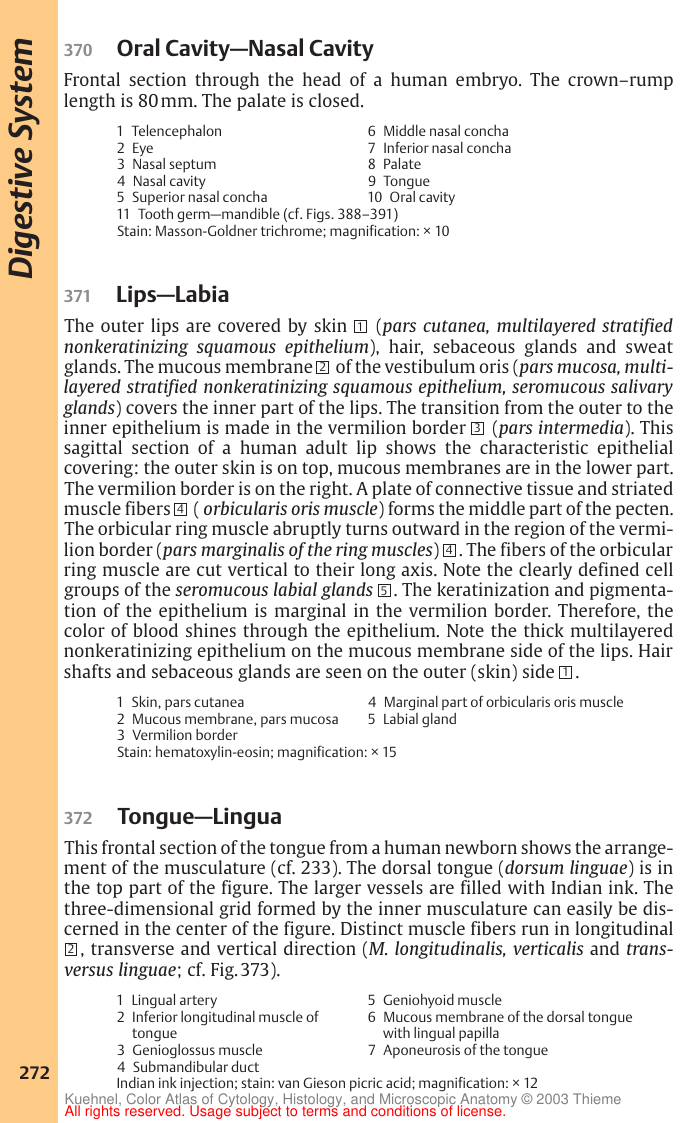 Digestive System
370 Oral Cavity—Nasal Cavity
Frontal section through the head of a human embryo. The crown–rump
length is 80 mm. The palate is closed.
1 Telencephalon
2 Eye
3 Nasal septum
4 Nasal cavity
5 Superior nasal concha
6 Middle nasal concha
7 Inferior nasal concha
8 Palate
9 Tongue
10 Oral cavity
11 Tooth germ—mandible (cf. Figs. 388–391)
Stain: Masson-Goldner trichrome; magnification: × 10
371 Lips—Labia
The outer lips are covered by skin 1 (pars cutanea, multilayered stratified
nonkeratinizing squamous epithelium), hair, sebaceous glands and sweat
glands. The mucous membrane 2 of the vestibulum oris (pars mucosa, multi-
layered stratified nonkeratinizing squamous epithelium, seromucous salivary
glands) covers the inner part of the lips. The transition from the outer to the
inner epithelium is made in the vermilion border 3 (pars intermedia). This
sagittal section of a human adult lip shows the characteristic epithelial
covering: the outer skin is on top, mucous membranes are in the lower part.
The vermilion border is on the right. A plate of connective tissue and striated
muscle fibers 4 ( orbicularis oris muscle) forms the middle part of the pecten.
The orbicular ring muscle abruptly turns outward in the region of the vermi-
lion border (pars marginalis of the ring muscles) 4. The fibers of the orbicular
ring muscle are cut vertical to their long axis. Note the clearly defined cell
groups of the seromucous labial glands 5. The keratinization and pigmenta-
tion of the epithelium is marginal in the vermilion border. Therefore, the
color of blood shines through the epithelium. Note the thick multilayered
nonkeratinizing epithelium on the mucous membrane side of the lips. Hair
shafts and sebaceous glands are seen on the outer (skin) side 1.
1 Skin, pars cutanea
2 Mucous membrane, pars mucosa
3 Vermilion border
4 Marginal part of orbicularis oris muscle
5 Labial gland
Stain: hematoxylin-eosin; magnification: × 15
372 Tongue—Lingua
This frontal section of the tongue from a human newborn shows the arrange-
ment of the musculature (cf. 233). The dorsal tongue (dorsum linguae) is in
the top part of the figure. The larger vessels are filled with Indian ink. The
three-dimensional grid formed by the inner musculature can easily be dis-
cerned in the center of the figure. Distinct muscle fibers run in longitudinal
2, transverse and vertical direction (M. longitudinalis, verticalis and trans-
versus linguae; cf. Fig. 373).
1 Lingual artery
2 Inferior longitudinal muscle of
tongue
3 Genioglossus muscle
4 Submandibular duct
5 Geniohyoid muscle
6 Mucous membrane of the dorsal tongue
with lingual papilla
7 Aponeurosis of the tongue
Indian ink injection; stain: van Gieson picric acid; magnification: × 12
272
Kuehnel, Color Atlas of Cytology, Histology, and Microscopic Anatomy © 2003 Thieme
All rights reserved. Usage subject to terms and conditions of license.